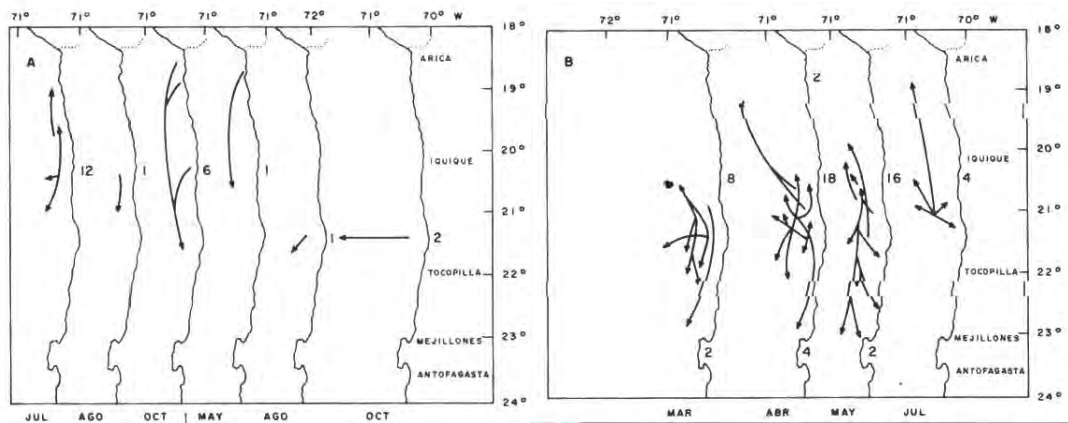 71° 71° 71° 71° 72° 70° W
18°
A
ARICA
19°
20°
12 1 6 1 IQUIQUE
21°
1 2
22°
TOCOPILLA
23°
MEJILLONES
ANTOFAGASTA
24°
JUL AGO OCT MAY AGO OCT
72° 71° 71° 71° 70° W
18°
B
ARICA
2
19°
20°
IQUIQUE
8 18 16 4
21°
22°
TOCOPILLA
23°
MEJILLONES
2 4 2
ANTOFAGASTA
24°
MAR ABR MAY JUL